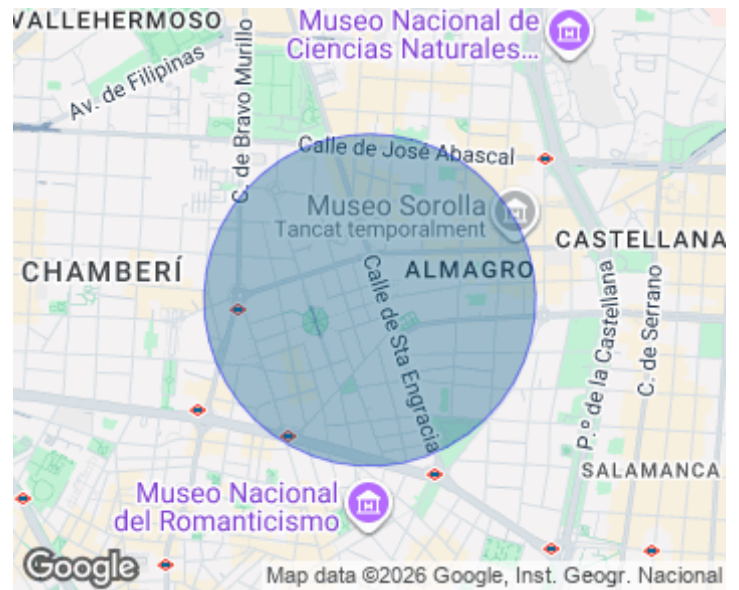 VALLEHERMOSO
Museo Nacional de
Ciencias Naturales...
Av. de Filipinas
C. de Bravo Murillo
Calle de José Abascal
Museo Sorolla
Tancat temporalment
CASTELLANA
CHAMBERÍ
ALMAGRO
Calle de Sta Engracia
P.º de la Castellana
C. de Serrano
SALAMANCA
Museo Nacional
del Romanticismo
Google
Map data ©2026 Google, Inst. Geogr. Nacional